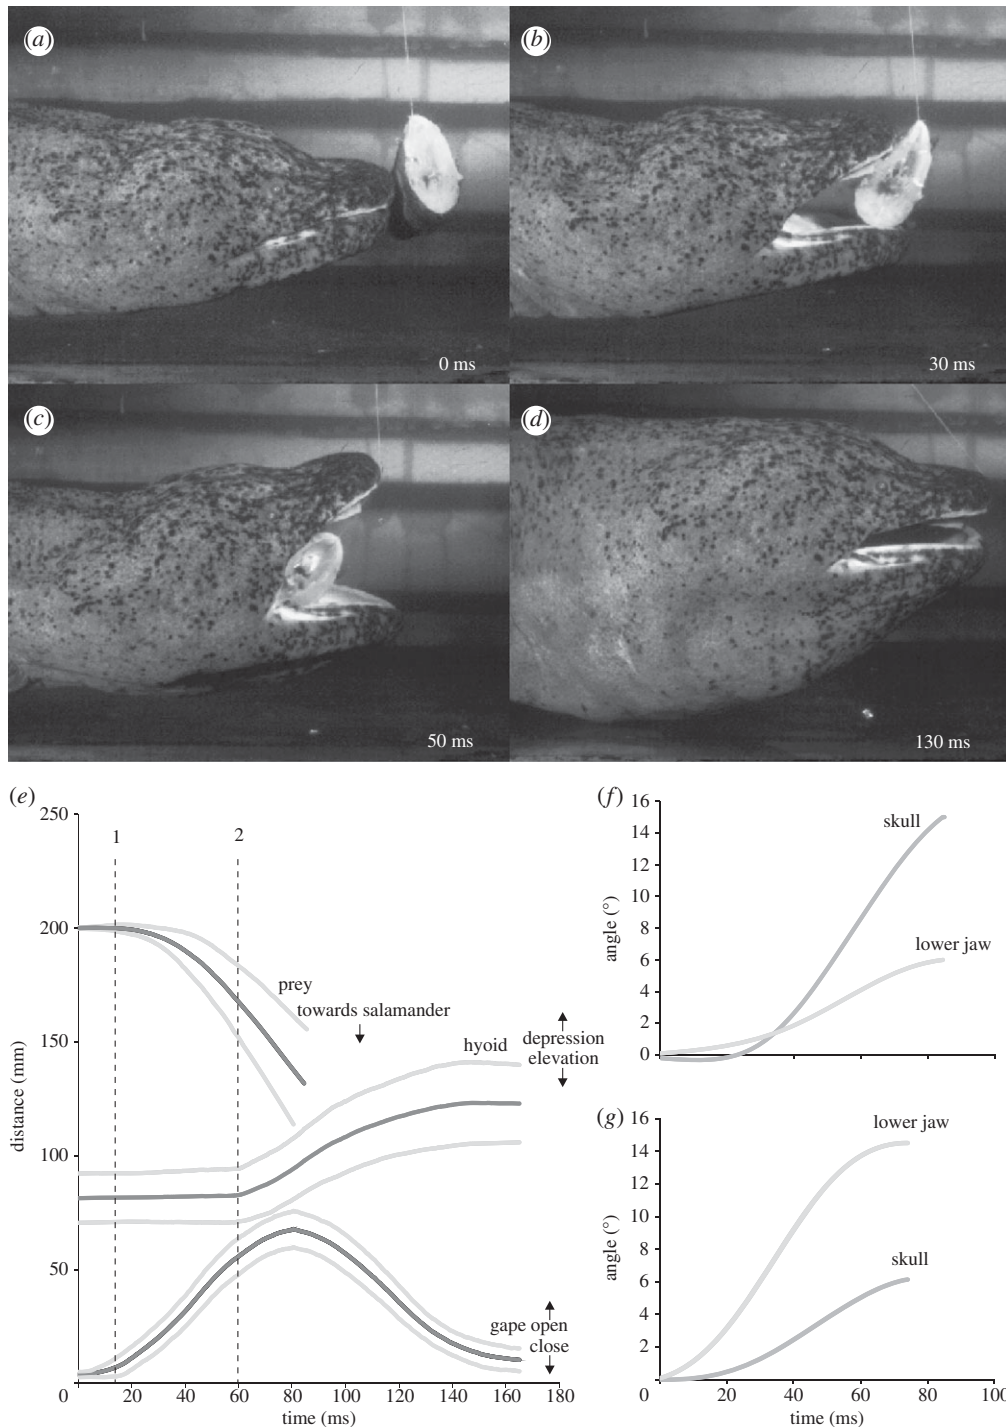 (a)
0 ms
(b)
30 ms
(c)
50 ms
(d)
130 ms
(e)
250
200
150
100
50
0
distance (mm)
1
2
prey
towards salamander
hyoid
depression
elevation
gape open
close
0 20 40 60 80 100 120 140 160 180
time (ms)
(f)
16
14
12
10
8
6
4
2
0
angle (°)
skull
lower jaw
(g)
16
14
12
10
8
6
4
2
angle (°)
lower jaw
skull
0 20 40 60 80 100
time (ms)